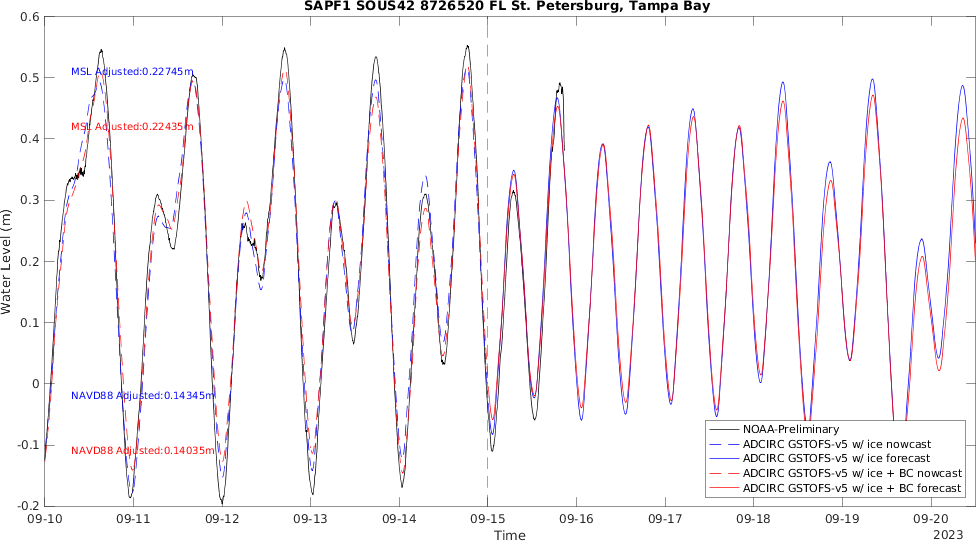 SAPF1 SOUS42 8726520 FL St. Petersburg, Tampa Bay
0.6
0.5
0.4
0.3
0.2
0.1
0
-0.1
-0.2
Water Level (m)
MSL Adjusted:0.22745m
MSL Adjusted:0.22435m
NAVD88 Adjusted:0.14345m
NAVD88 Adjusted:0.14035m
NOAA-Preliminary
ADCIRC GSTOFS-v5 w/ ice nowcast
ADCIRC GSTOFS-v5 w/ ice forecast
ADCIRC GSTOFS-v5 w/ ice + BC nowcast
ADCIRC GSTOFS-v5 w/ ice + BC forecast
09-10 09-11 09-12 09-13 09-14 09-15 09-16 09-17 09-18 09-19 09-20
Time
2023